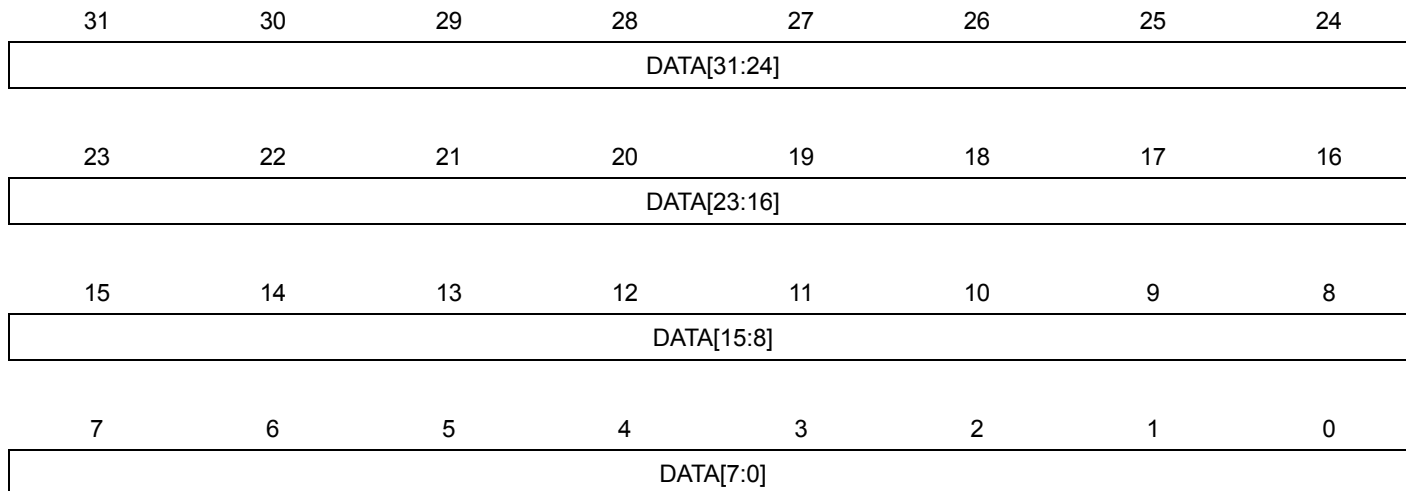 31 30 29 28 27 26 25 24
DATA[31:24]
23 22 21 20 19 18 17 16
DATA[23:16]
15 14 13 12 11 10 9 8
DATA[15:8]
7 6 5 4 3 2 1 0
DATA[7:0]